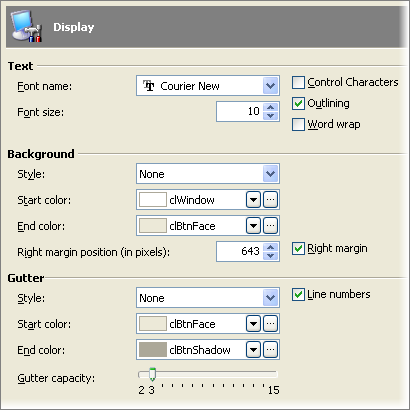 Display
Text
Font name: Courier New
Control Characters
Font size: 10
Outlining
Word wrap
Background
Style: None
Start color: clWindow
End color: clBtnFace
Right margin position (in pixels): 643
Right margin
Gutter
Style: None
Line numbers
Start color: clBtnFace
End color: clBtnShadow
Gutter capacity:
2 3 15